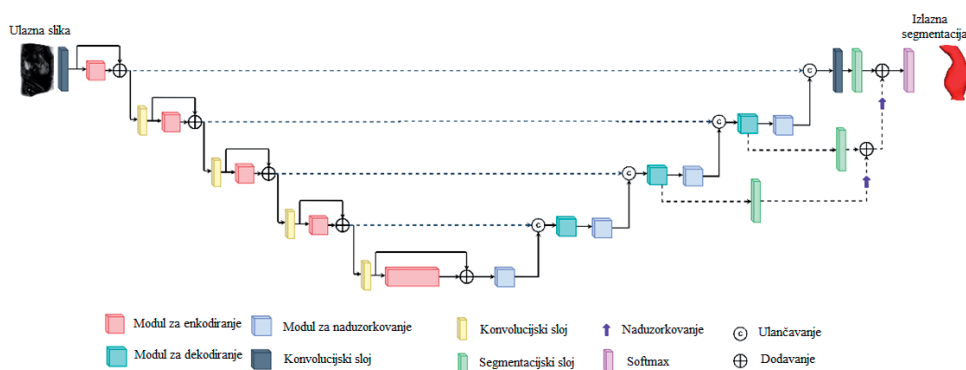 Ulazna slika
Izlazna
segmentacija
C
C
C
C
Modul za enkodiranje
Modul za naduzorkovanje
Konvolucijski sloj
Naduzorkovanje
C
Ulančavanje
Modul za dekodiranje
Konvolucijski sloj
Segmentacijski sloj
Softmax
Dodavanje